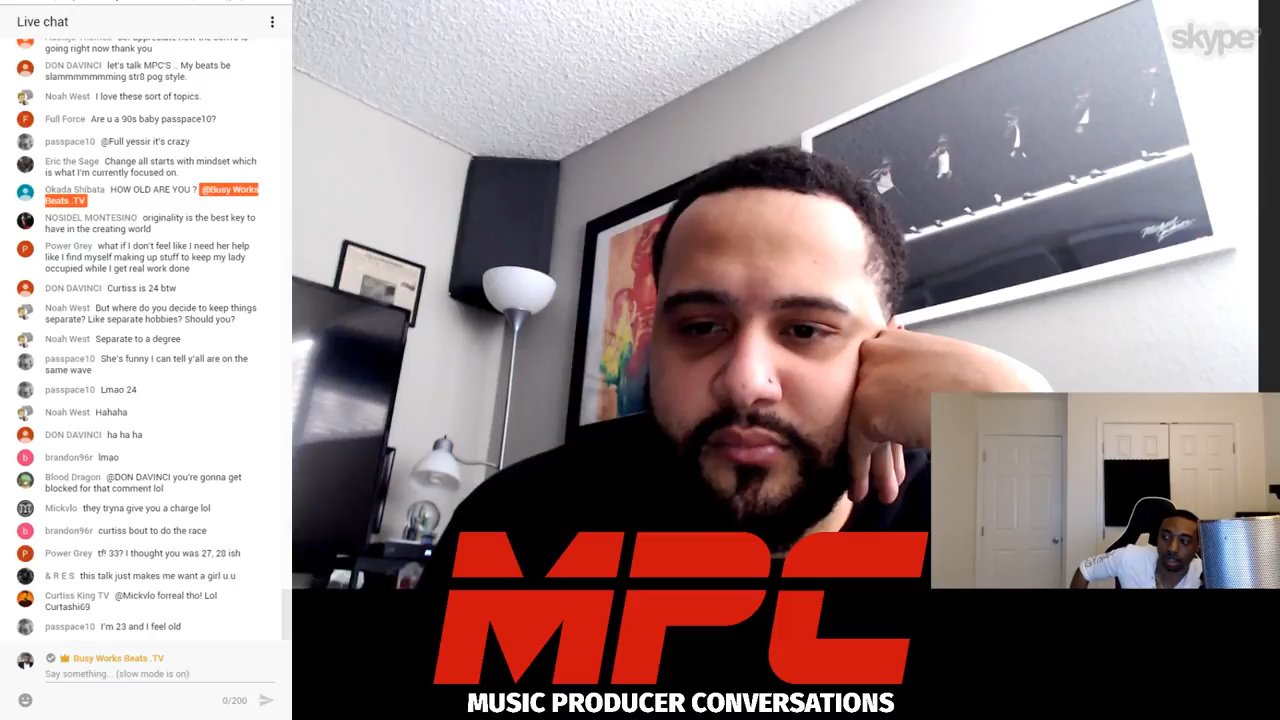 Live chat
going right now thank you
DON DAVINCI let's talk MPC'S .. My beats be
slammmmmmming str8 pog style.
Noah West I love these sort of topics.
Full Force Are u a 90s baby passpace10?
passpace10 @Full yessir it's crazy
Eric the Sage Change all starts with mindset which
is what I'm currently focused on.
Okada Shibata HOW OLD ARE YOU ? @Busy Works
Beats .TV
NOSIDEL MONTESINO originality is the best key to
have in the creating world
Power Grey what if I don't feel like I need her help
like I find myself making up stuff to keep my lady
occupied while I get real work done
DON DAVINCI Curtiss is 24 btw
Noah West But where do you decide to keep things
separate? Like separate hobbies? Should you?
Noah West Separate to a degree
passpace10 She's funny I can tell y'all are on the
same wave
passpace10 Lmao 24
Noah West Hahaha
DON DAVINCI ha ha ha
brandon96r lmao
Blood Dragon @DON DAVINCI you're gonna get
blocked for that comment lol
Mickvlo they tryna give you a charge lol
brandon96r curtiss bout to do the race
Power Grey tf! 33? I thought you was 27, 28 ish
& R E S this talk just makes me want a girl u.u
Curtiss King TV @Mickvlo forreal tho! Lol
Curtashi69
passpace10 I'm 23 and I feel old
Busy Works Beats .TV
Say something... (slow mode is on)
0/200
skype
MPC
MUSIC PRODUCER CONVERSATIONS